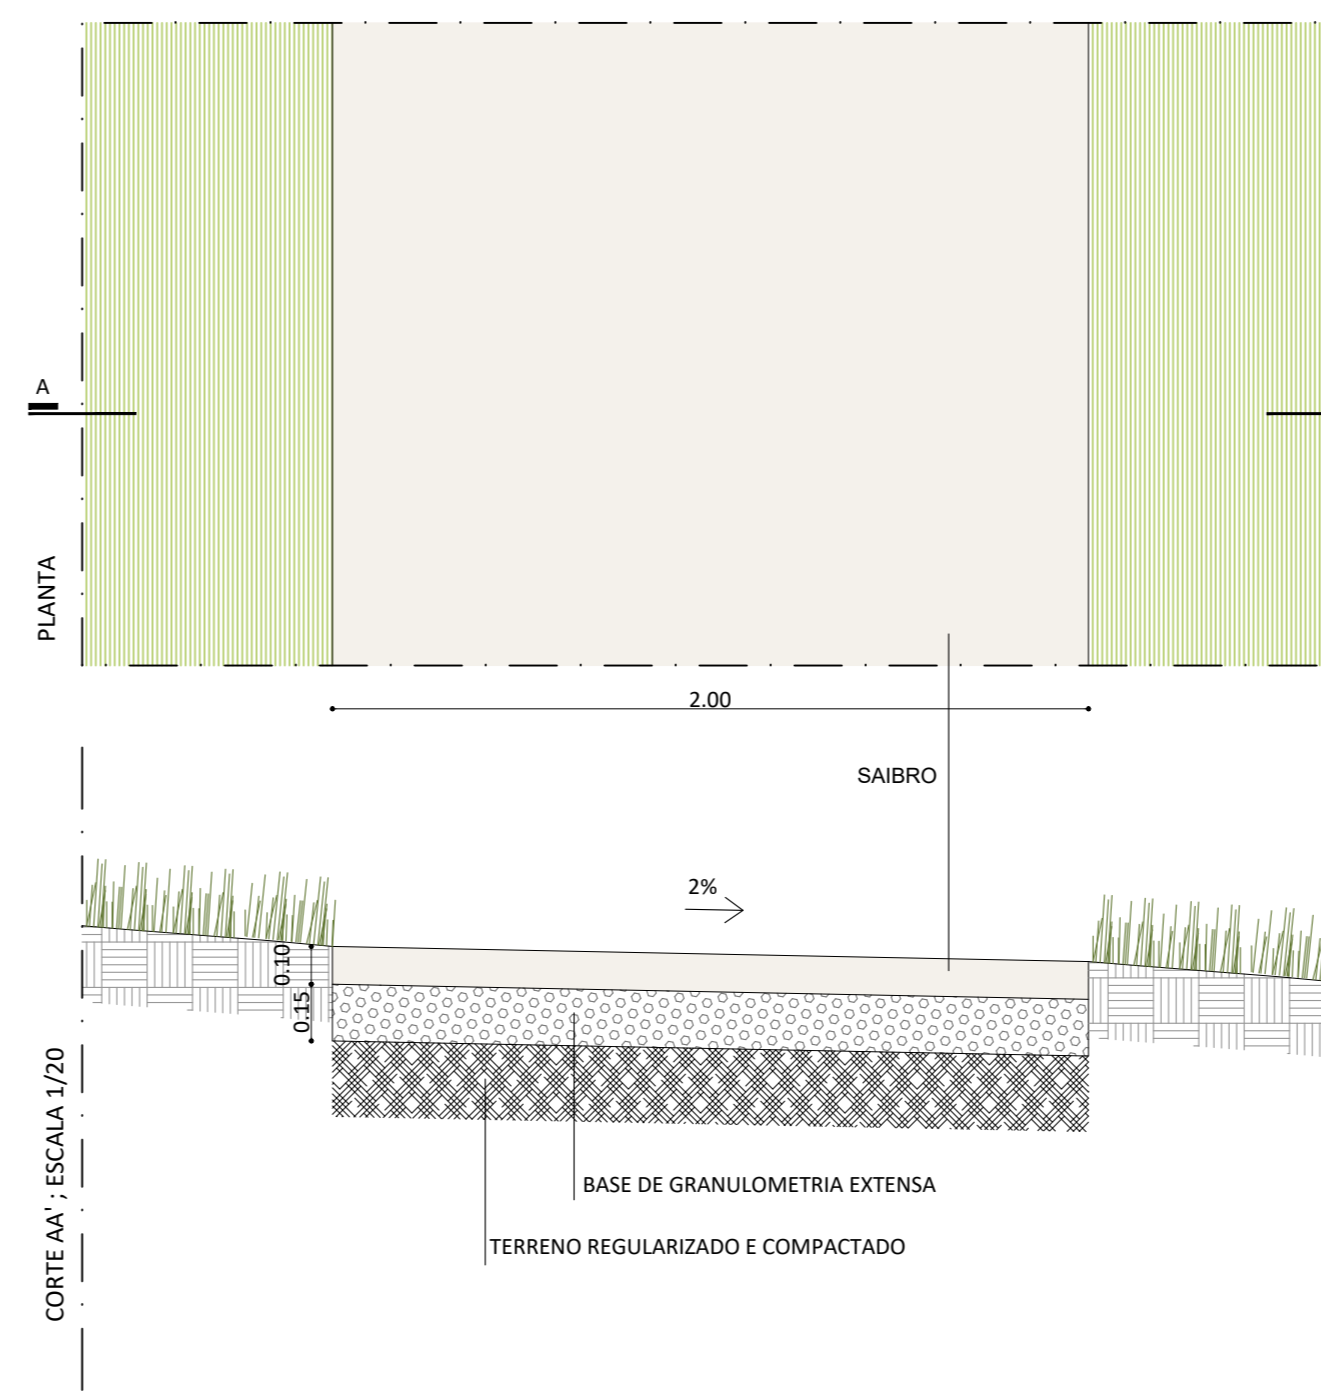 A
PLANTA
2.00
SAIBRO
2%
0.10
0.15
CORTE AA' ; ESCALA 1/20
BASE DE GRANULOMETRIA EXTENSA
TERRENO REGULARIZADO E COMPACTADO